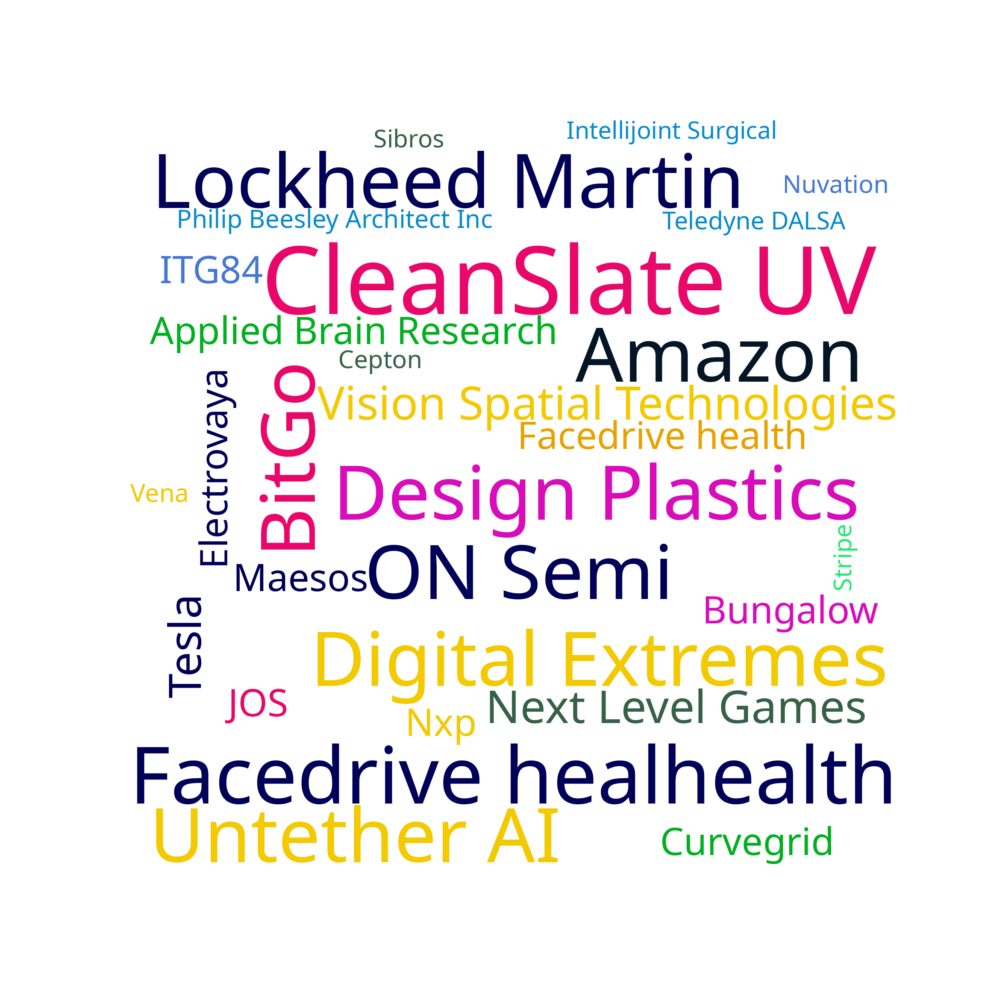 Sibros
Intellijoint Surgical
Lockheed Martin
Nuvation
Philip Beesley Architect Inc
Teledyne DALSA
CleanSlate UV
ITG84
Applied Brain Research
Amazon
Cepton
BitGo
Electrovaya
Vision Spatial Technologies
Facedrive health
Design Plastics
Vena
Stripe
ON Semi
Maesos
Bungalow
Tesla
Digital Extremes
JOS
Next Level Games
Nxp
Facedrive healhealth
Untether AI
Curvegrid